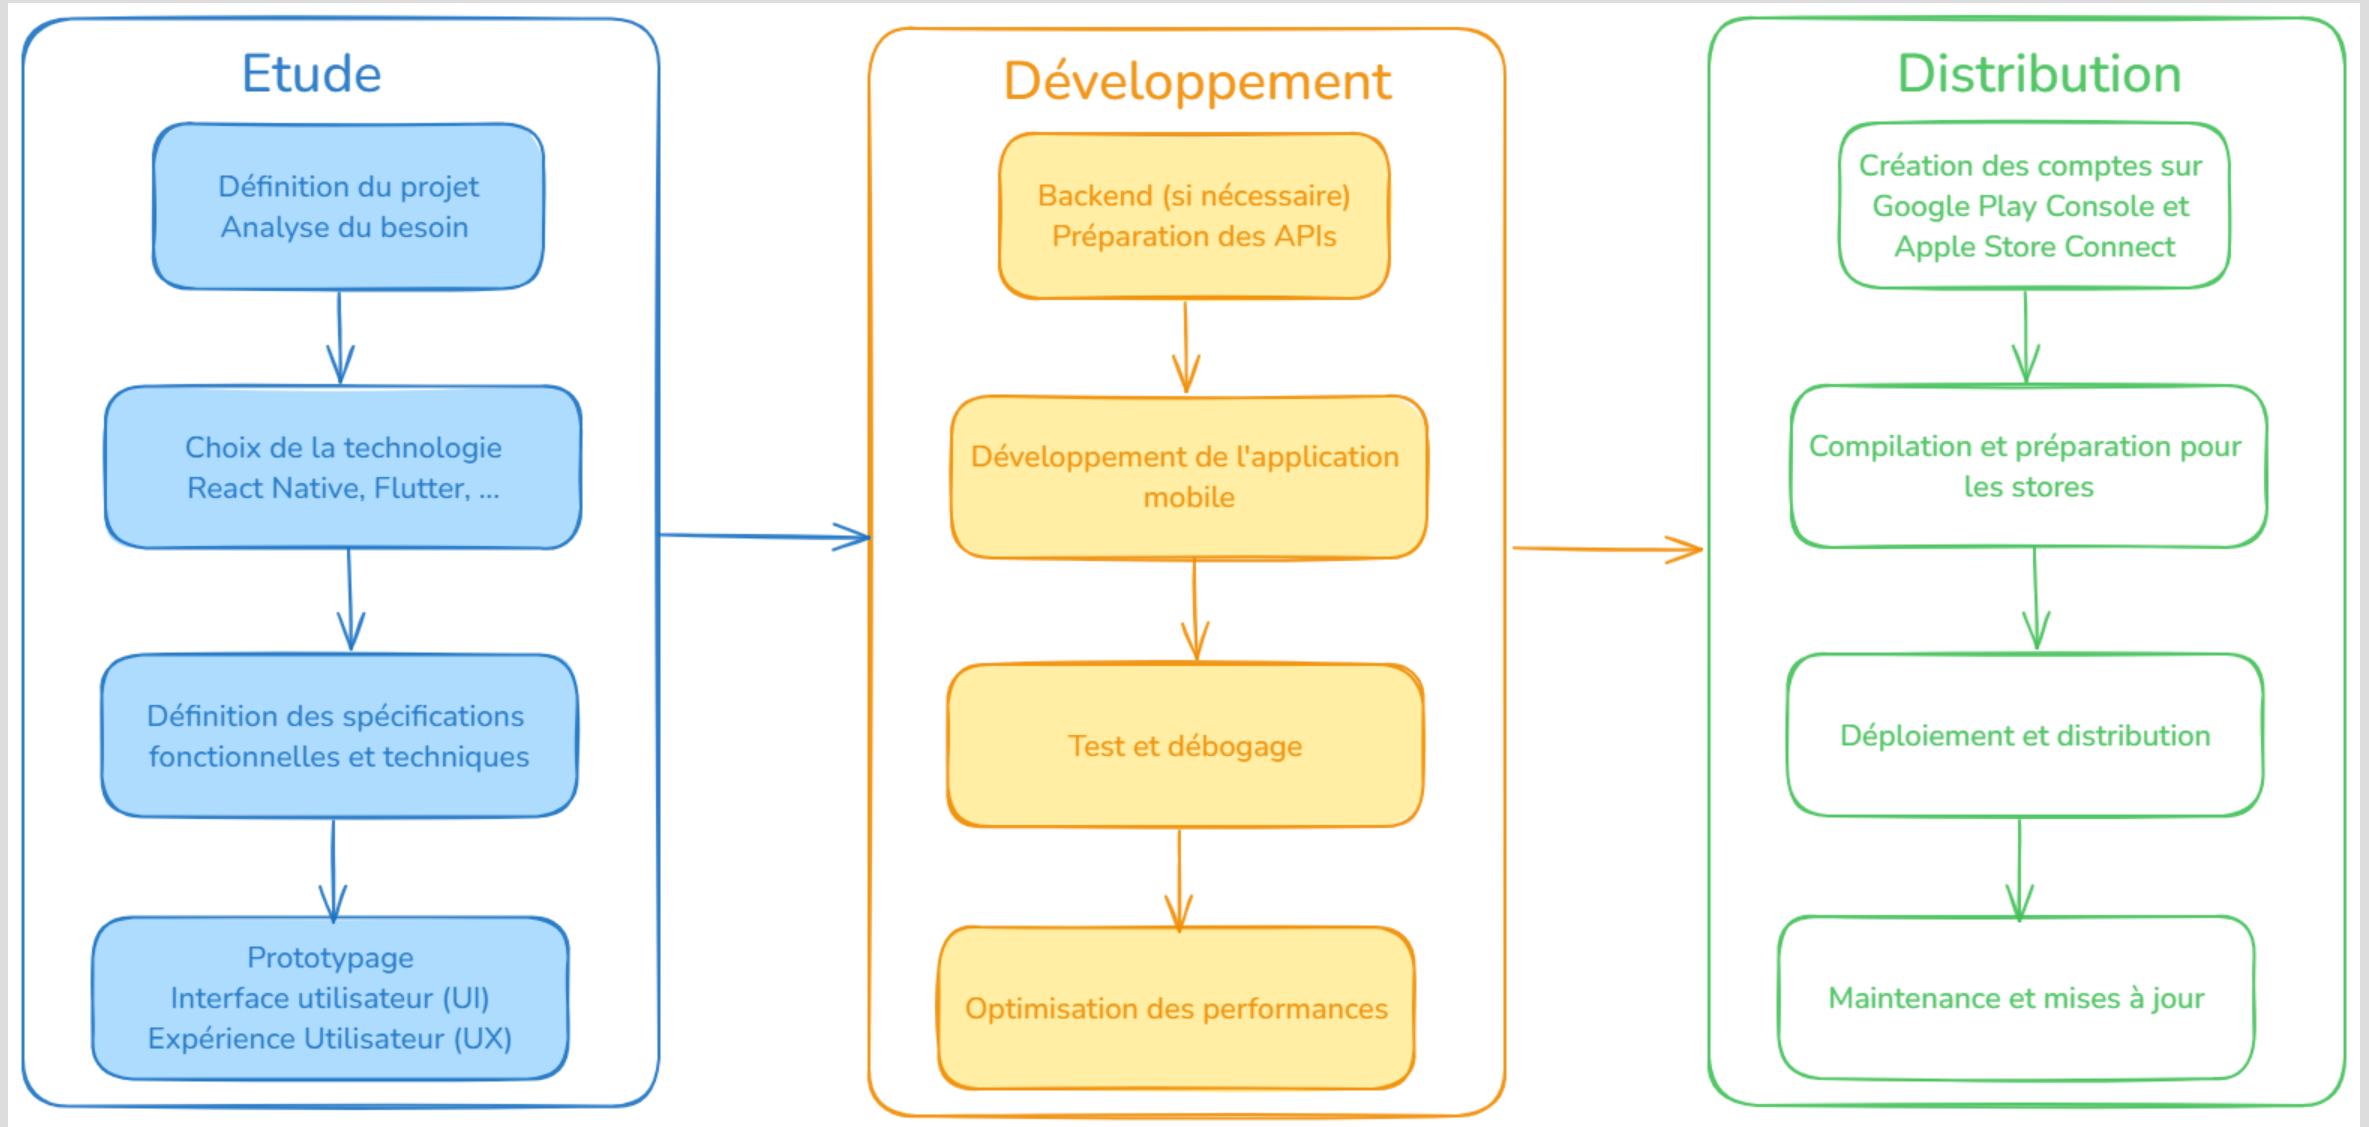 Etude
Définition du projet
Analyse du besoin
Choix de la technologie
React Native, Flutter, ...
Définition des spécifications
fonctionnelles et techniques
Prototypage
Interface utilisateur (UI)
Expérience Utilisateur (UX)
Développement
Backend (si nécessaire)
Préparation des APIs
Développement de l'application
mobile
Test et débogage
Optimisation des performances
Distribution
Création des comptes sur
Google Play Console et
Apple Store Connect
Compilation et préparation pour
les stores
Déploiement et distribution
Maintenance et mises à jour